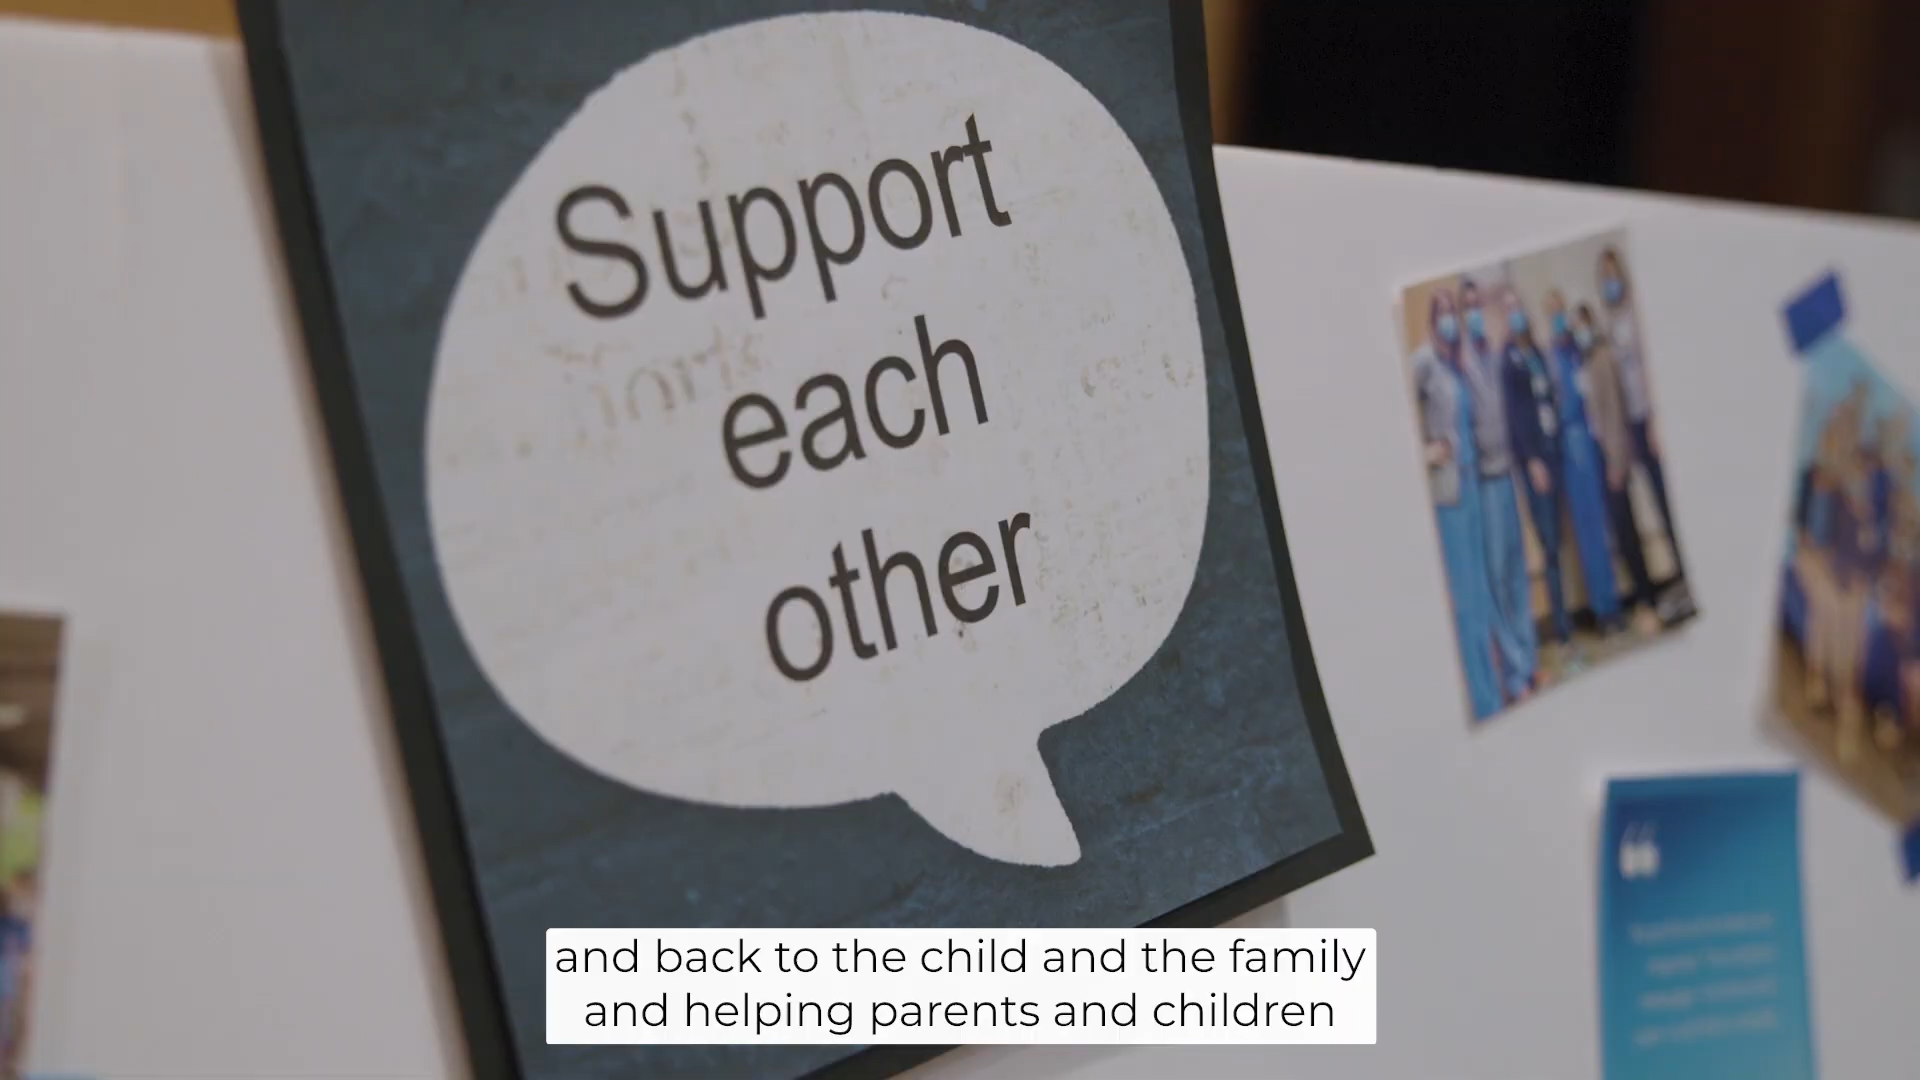 Support
each
other
and back to the child and the family
and helping parents and children